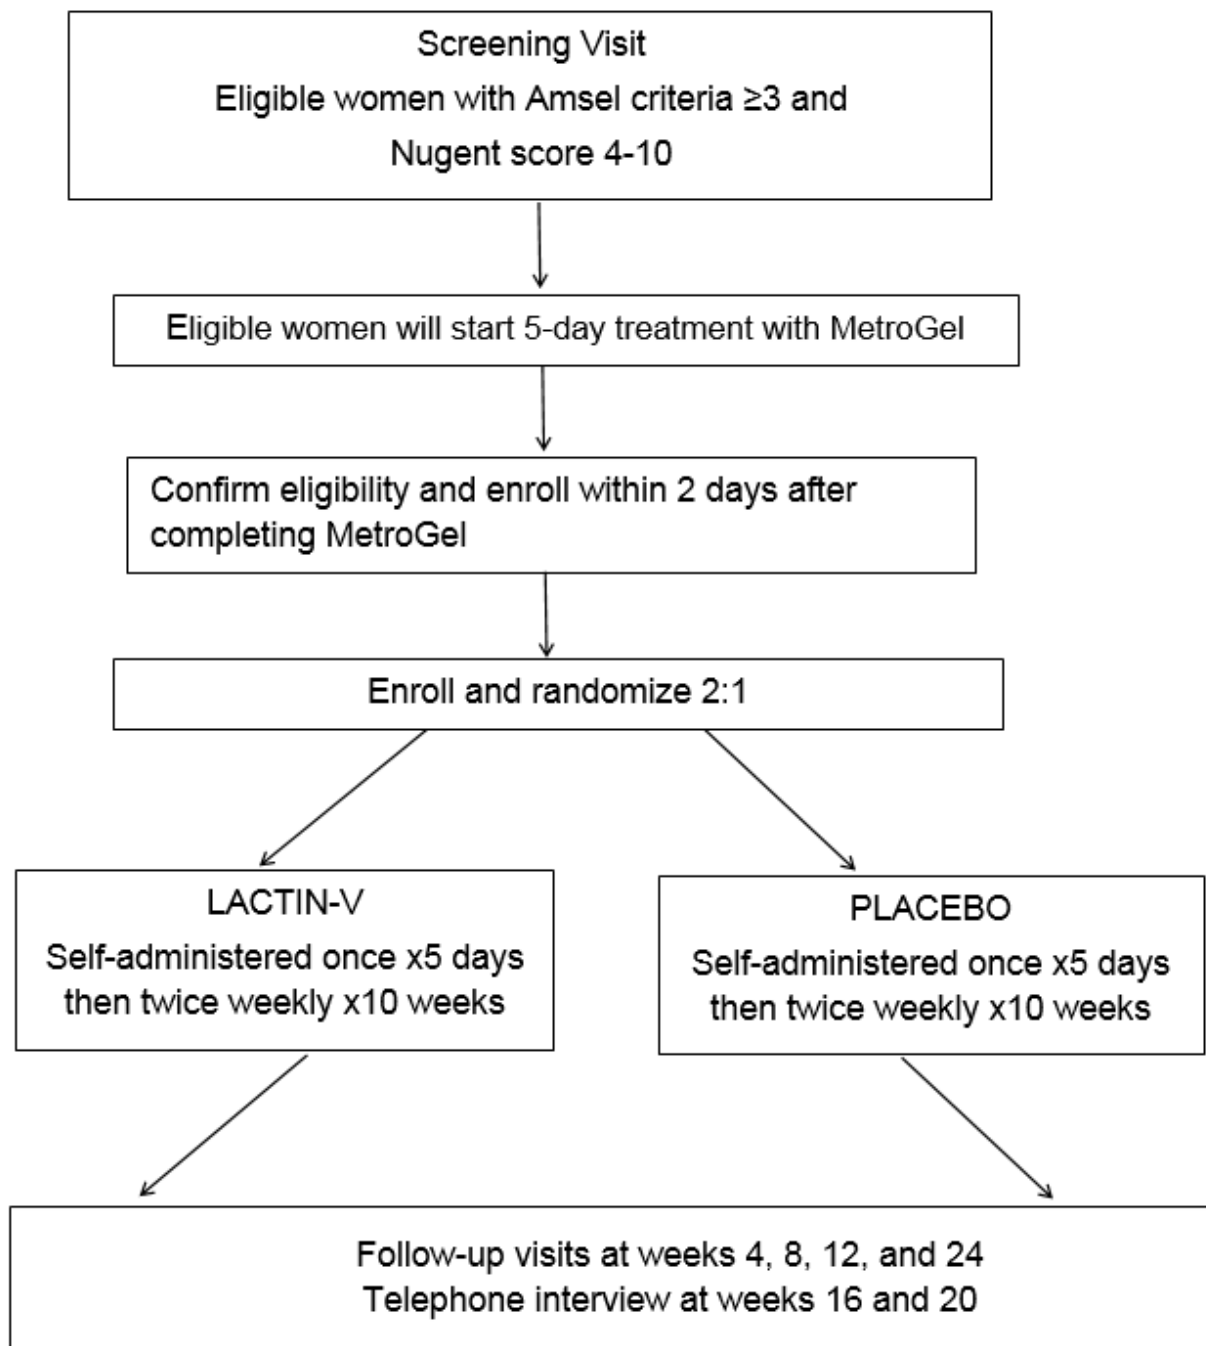 Screening Visit
Eligible women with Amsel criteria ≥3 and
Nugent score 4-10
Eligible women will start 5-day treatment with MetroGel
Confirm eligibility and enroll within 2 days after
completing MetroGel
Enroll and randomize 2:1
LACTIN-V
Self-administered once x5 days
then twice weekly x10 weeks
PLACEBO
Self-administered once x5 days
then twice weekly x10 weeks
Follow-up visits at weeks 4, 8, 12, and 24
Telephone interview at weeks 16 and 20